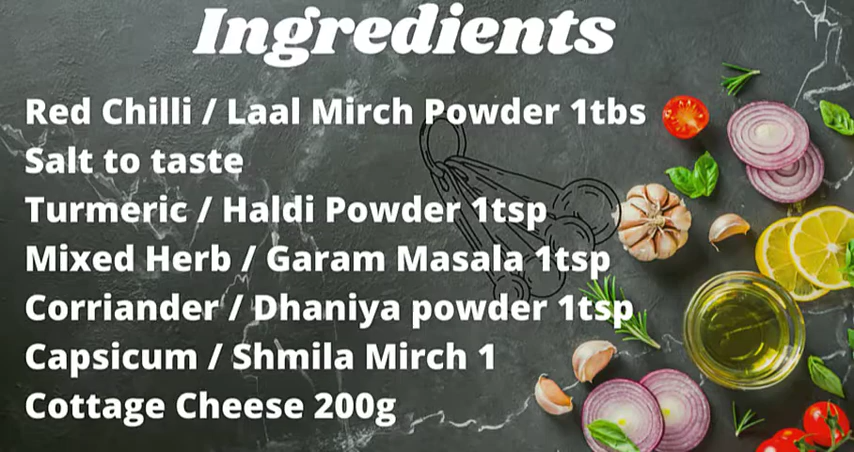 Ingredients
Red Chilli / Laal Mirch Powder 1tbs
Salt to taste
Turmeric / Haldi Powder 1tsp
Mixed Herb / Garam Masala 1tsp
Corriander / Dhaniya powder 1tsp
Capsicum / Shmila Mirch 1
Cottage Cheese 200g